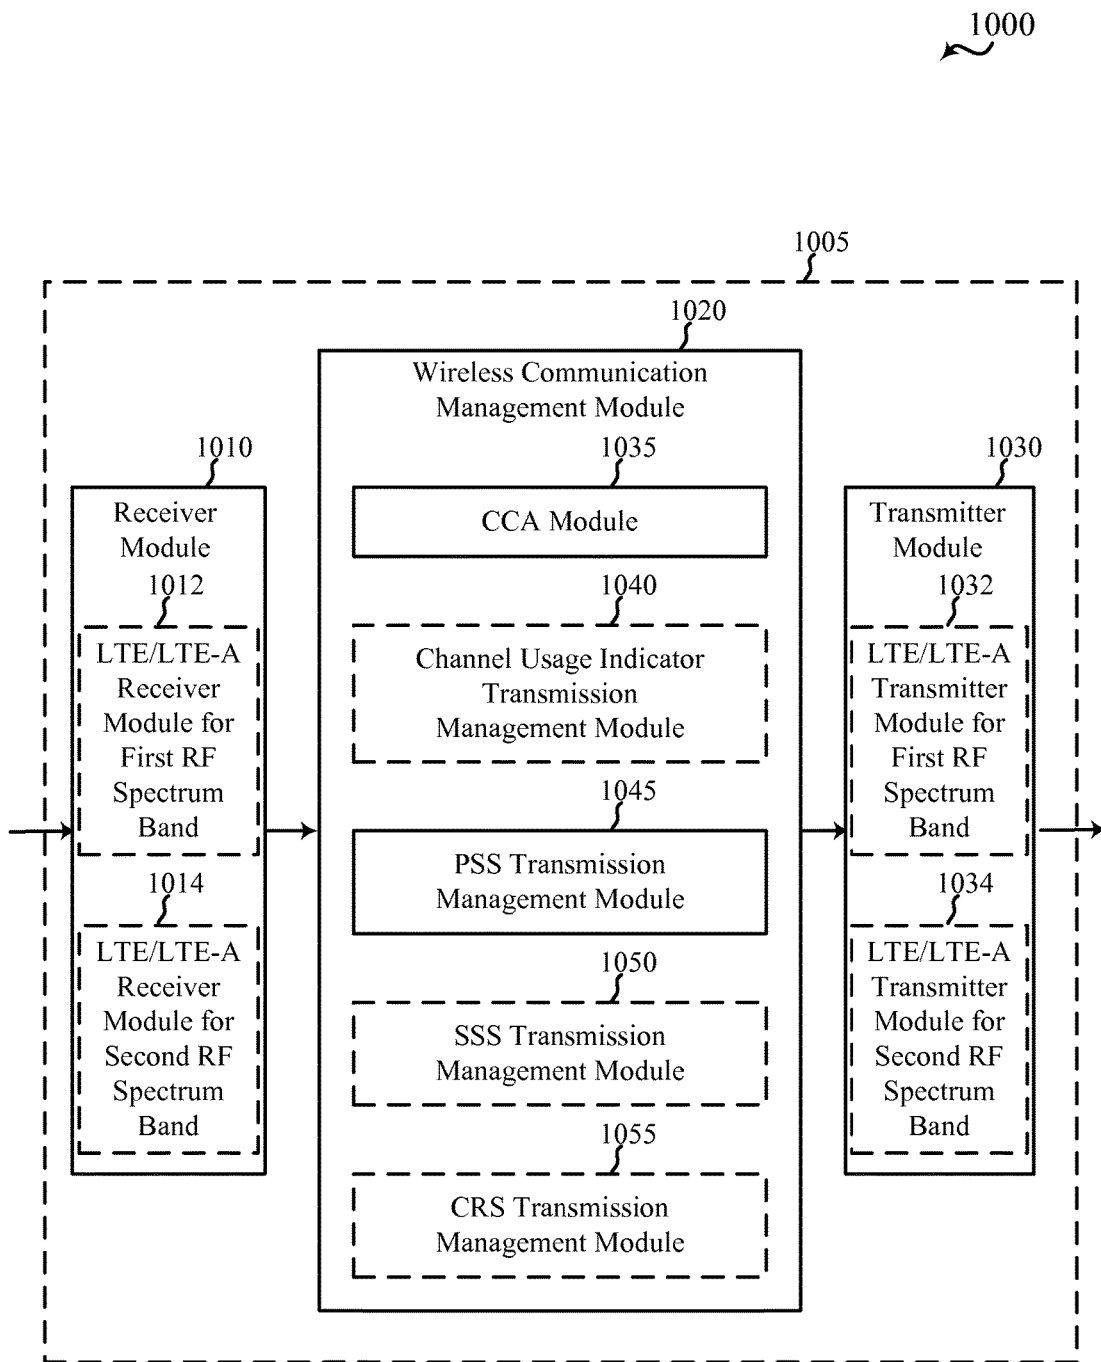 1000
1005
1020
Wireless Communication
Management Module
1010
Receiver
Module
1012
LTE/LTE-A
Receiver
Module for
First RF
Spectrum
Band
1014
LTE/LTE-A
Receiver
Module for
Second RF
Spectrum
Band
1035
CCA Module
1040
Channel Usage Indicator
Transmission
Management Module
1045
PSS Transmission
Management Module
1050
SSS Transmission
Management Module
1055
CRS Transmission
Management Module
1030
Transmitter
Module
1032
LTE/LTE-A
Transmitter
Module for
First RF
Spectrum
Band
1034
LTE/LTE-A
Transmitter
Module for
Second RF
Spectrum
Band